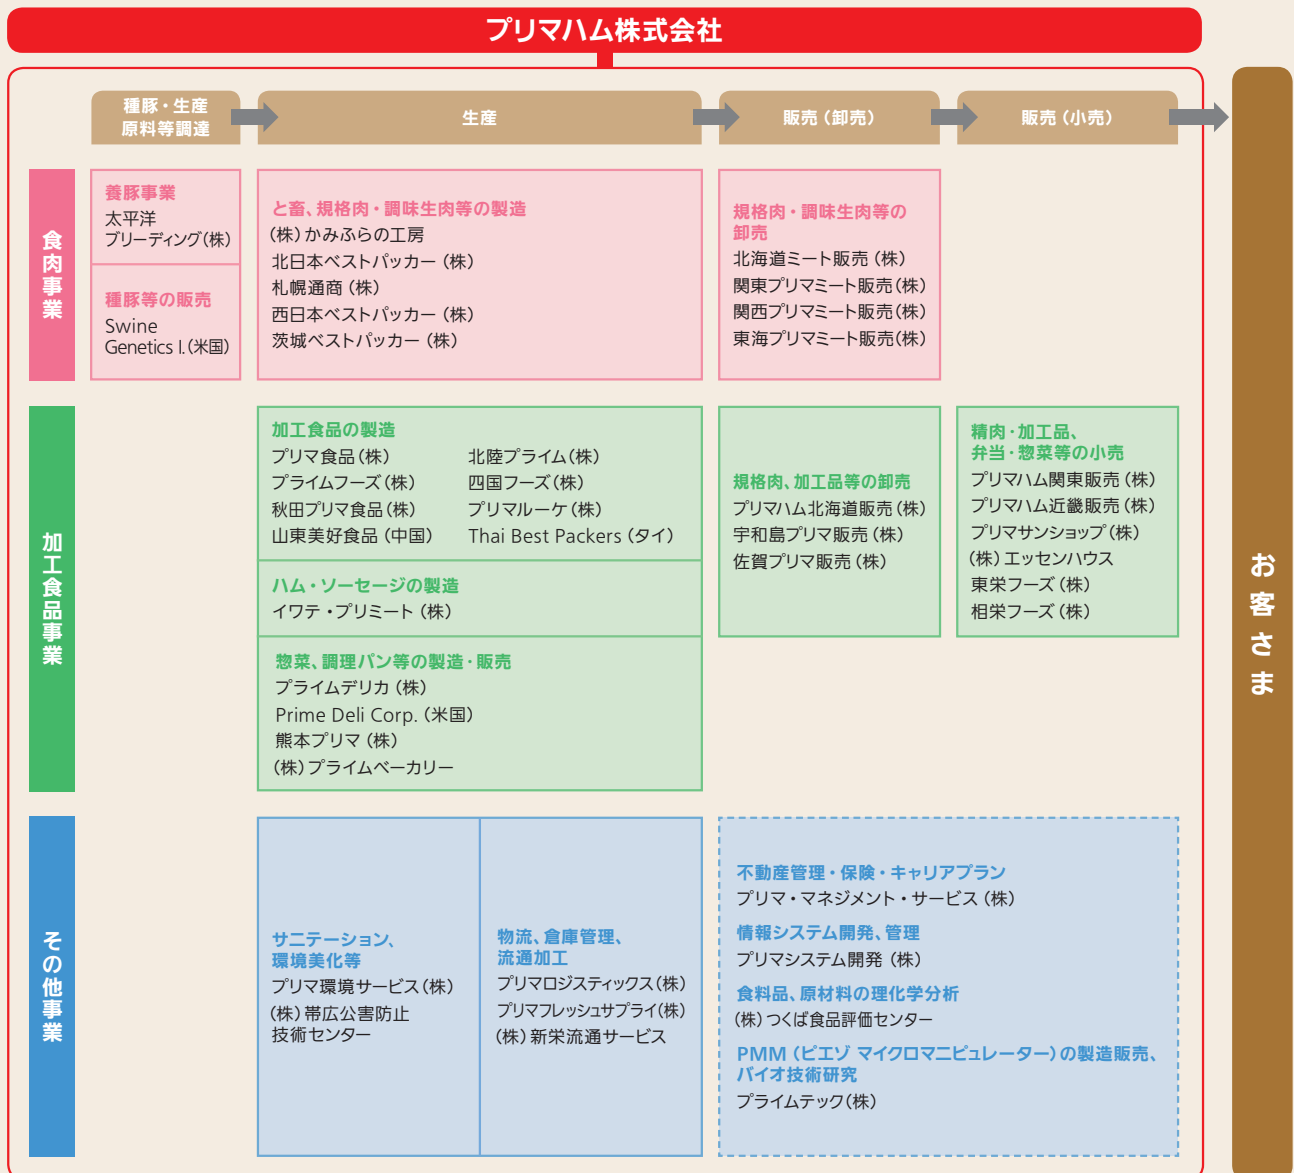 プリマハム株式会社
種豚・生産
原料等調達
生産
販売（卸売）
販売（小売）
お客さま
食肉事業
養豚事業
太平洋
ブリーディング（株）
種豚等の販売
Swine
Genetics I.（米国）
と畜、規格肉・調味生肉等の製造
（株）かみふらの工房
北日本ベストパッカー（株）
札幌通商（株）
西日本ベストパッカー（株）
茨城ベストパッカー（株）
規格肉・調味生肉等の
卸売
北海道ミート販売（株）
関東プリマミート販売（株）
関西プリマミート販売（株）
東海プリマミート販売（株）
加工食品事業
加工食品の製造
プリマ食品（株）
プライムフーズ（株）
秋田プリマ食品（株）
山東美好食品（中国）
北陸プライム（株）
四国フーズ（株）
プリマルーケ（株）
Thai Best Packers（タイ）
ハム・ソーセージの製造
イワテ・プリミート（株）
惣菜、調理パン等の製造・販売
プライムデリカ（株）
Prime Deli Corp.（米国）
熊本プリマ（株）
（株）プライムベーカリー
規格肉、加工品等の卸売
プリマハム北海道販売（株）
宇和島プリマ販売（株）
佐賀プリマ販売（株）
精肉・加工品、
弁当・惣菜等の小売
プリマハム関東販売（株）
プリマハム近畿販売（株）
プリマサンショップ（株）
（株）エッセンハウス
東栄フーズ（株）
相栄フーズ（株）
その他事業
サニテーション、
環境美化等
プリマ環境サービス（株）
（株）帯広公害防止
技術センター
物流、倉庫管理、
流通加工
プリマロジスティックス（株）
プリマフレッシュサプライ（株）
（株）新栄流通サービス
不動産管理・保険・キャリアプラン
プリマ・マネジメント・サービス（株）
情報システム開発、管理
プリマシステム開発（株）
食料品、原材料の理化学分析
（株）つくば食品評価センター
PMM（ピエゾ マイクロマニピュレーター）の製造販売、
バイオ技術研究
プライムテック（株）